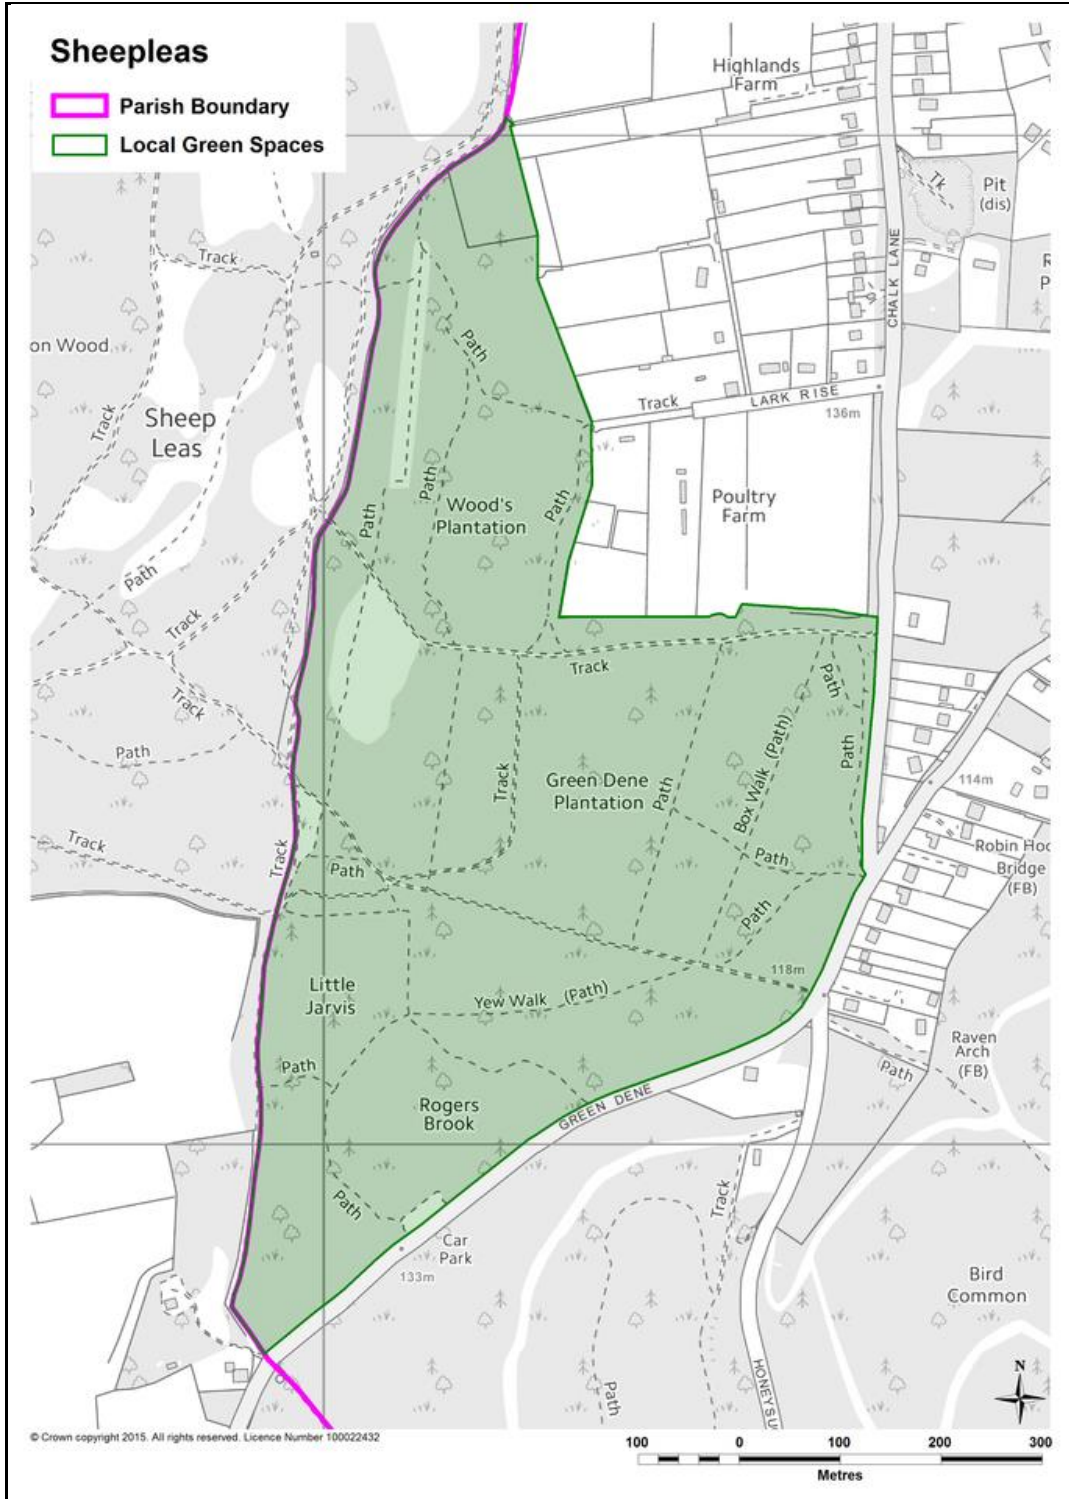 Sheepleas
Parish Boundary
Local Green Spaces
Highlands
Farm
Tk
Pit
(dis)
R
P
CHALK LANE
Track
on Wood
Track
Sheep
Leas
Path
Track
LARK RISE
136m
Path
Path
Path
Wood's
Plantation
Poultry
Farm
Path
Track
Track
Path
Track
Path
Path
Track
Green Dene
Plantation
Path
Box Walk (Path)
114m
Track
Track
Path
Path
Robin Hoo
Bridge
(FB)
Path
118m
Little
Jarvis
Yew Walk (Path)
Path
Raven
Arch
(FB)
Path
Rogers
Brook
GREEN DENE
Path
Track
Car
Park
133m
Bird
Common
HONEYSU
Path
N
© Crown copyright 2015. All rights reserved. Licence Number 100022432
100 0 100 200 300
Metres